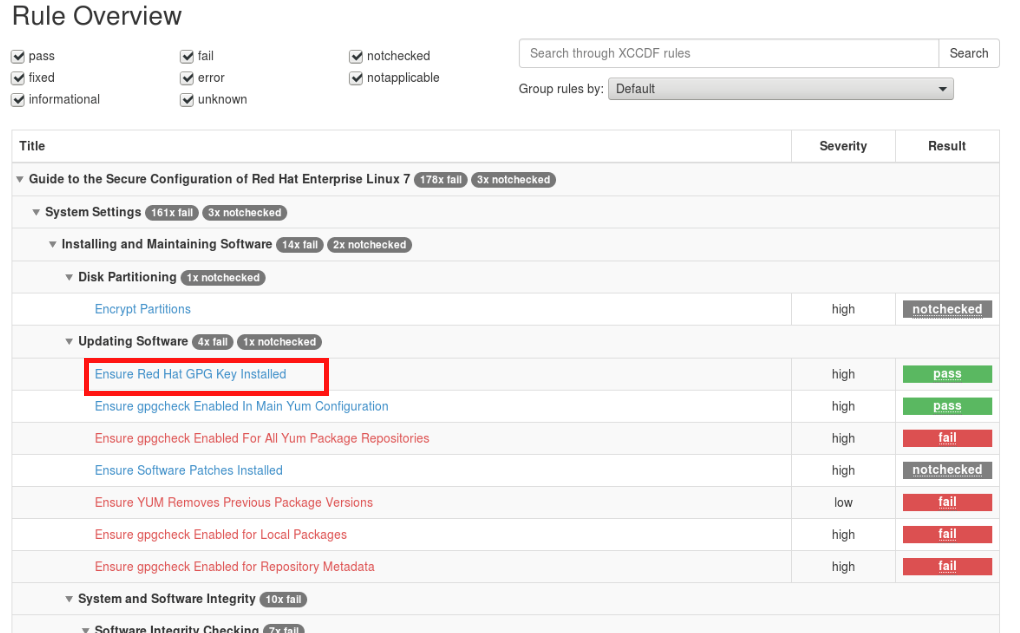 Rule Overview
pass fail notchecked
fixed error notapplicable
informational unknown
Search through XCCDF rules Search
Group rules by: Default
Title Severity Result
Guide to the Secure Configuration of Red Hat Enterprise Linux 7 178x fail 3x notchecked
System Settings 161x fail 3x notchecked
Installing and Maintaining Software 14x fail 2x notchecked
Disk Partitioning 1x notchecked
Encrypt Partitions high notchecked
Updating Software 4x fail 1x notchecked
Ensure Red Hat GPG Key Installed high pass
Ensure gpgcheck Enabled In Main Yum Configuration high pass
Ensure gpgcheck Enabled For All Yum Package Repositories high fail
Ensure Software Patches Installed high notchecked
Ensure YUM Removes Previous Package Versions low fail
Ensure gpgcheck Enabled for Local Packages high fail
Ensure gpgcheck Enabled for Repository Metadata high fail
System and Software Integrity 10x fail
Software Integrity Checking 7x fail